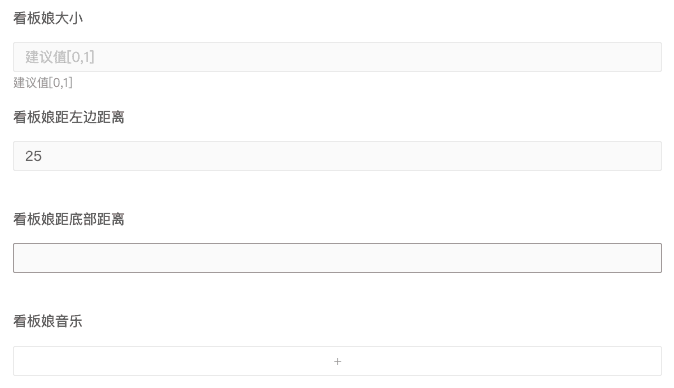 看板娘大小
建议值[0,1]
建议值[0,1]
看板娘距左边距离
25
看板娘距底部距离
看板娘音乐
+